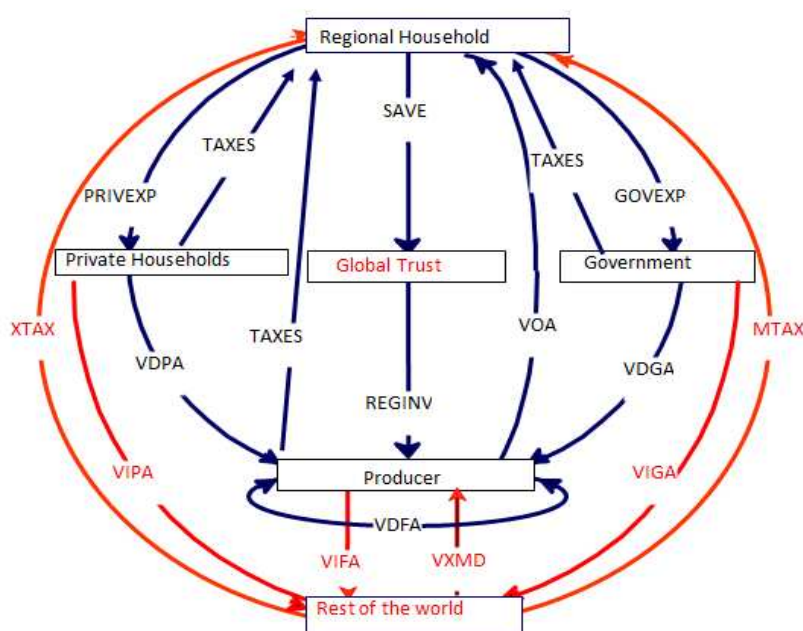 Regional Household
SAVE
TAXES
TAXES
PRIVEXP
GOVEXP
Private Households
Global Trust
Government
XTAX
TAXES
VOA
MTAX
VDPA
VDGA
REGINV
VIPA
Producer
VIGA
VDFA
VIFA
VXMD
Rest of the world